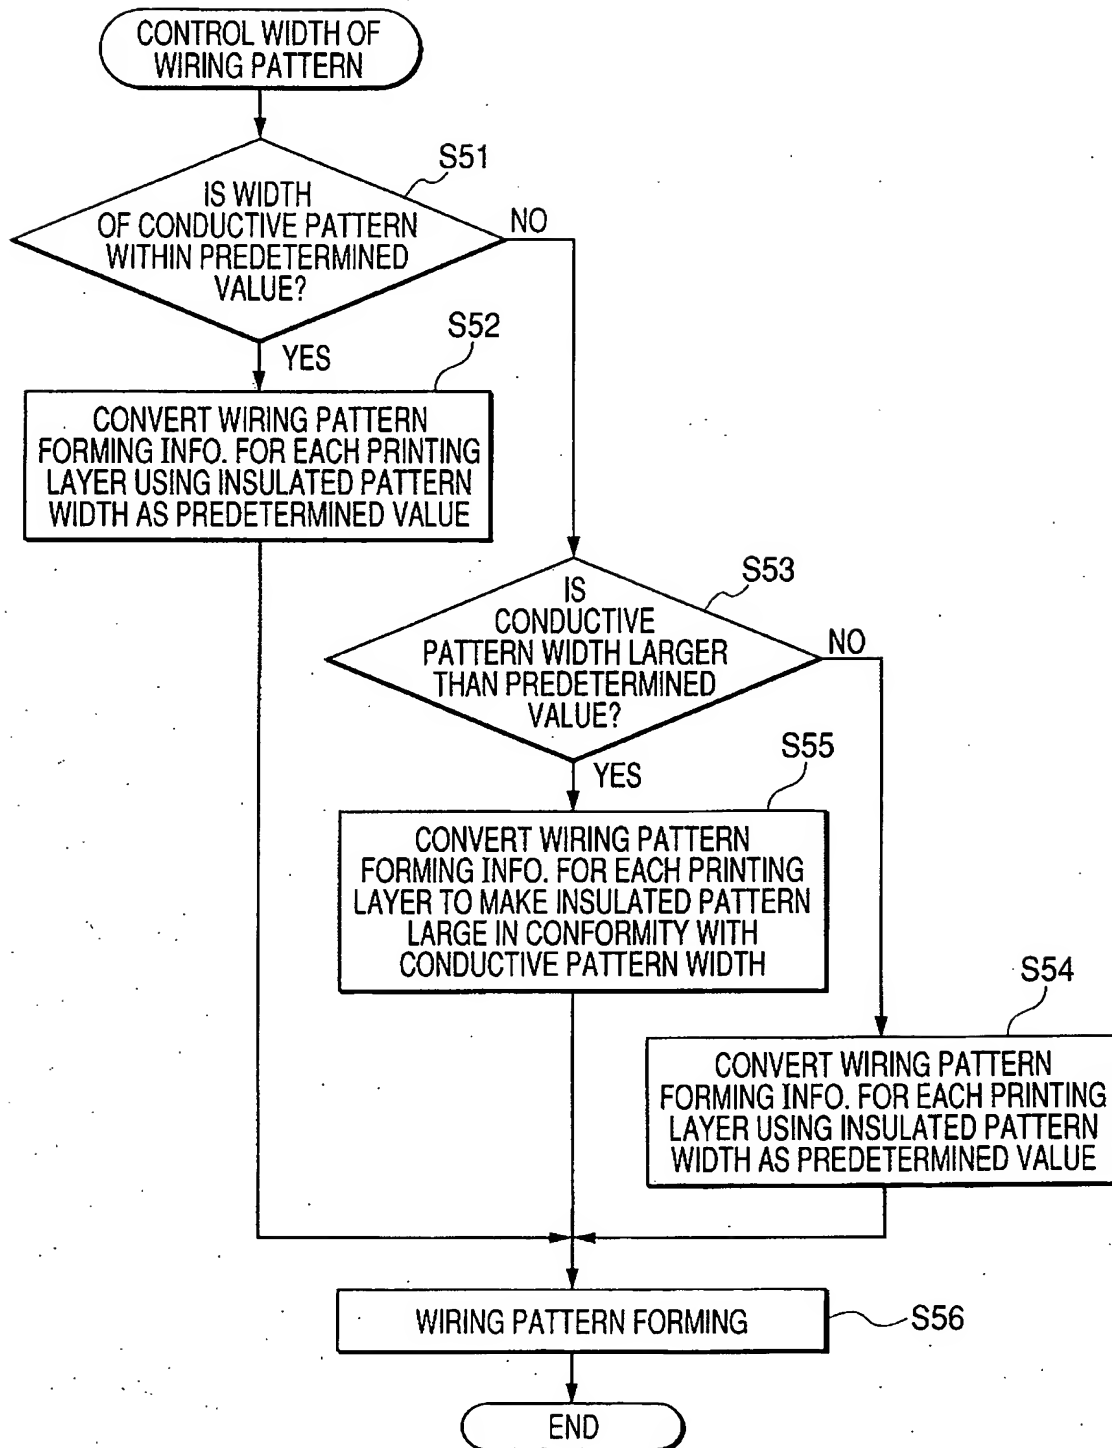 CONTROL WIDTH OF
WIRING PATTERN
S51
IS WIDTH
OF CONDUCTIVE PATTERN
WITHIN PREDETERMINED
VALUE?
NO
YES
S52
CONVERT WIRING PATTERN
FORMING INFO. FOR EACH PRINTING
LAYER USING INSULATED PATTERN
WIDTH AS PREDETERMINED VALUE
S53
IS
CONDUCTIVE
PATTERN WIDTH LARGER
THAN PREDETERMINED
VALUE?
NO
YES
S55
CONVERT WIRING PATTERN
FORMING INFO. FOR EACH PRINTING
LAYER TO MAKE INSULATED PATTERN
LARGE IN CONFORMITY WITH
CONDUCTIVE PATTERN WIDTH
S54
CONVERT WIRING PATTERN
FORMING INFO. FOR EACH PRINTING
LAYER USING INSULATED PATTERN
WIDTH AS PREDETERMINED VALUE
WIRING PATTERN FORMING
S56
END